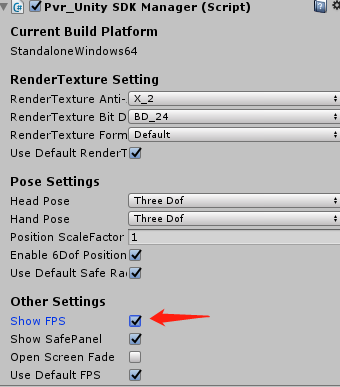 Pvr_Unity SDK Manager (Script)
Current Build Platform
StandaloneWindows64
RenderTexture Setting
RenderTexture Anti- X_2
RenderTexture Bit D BD_24
RenderTexture Form Default
Use Default RenderT
Pose Settings
Head Pose Three Dof
Hand Pose Three Dof
Position ScaleFactor 1
Enable 6Dof Position
Use Default Safe Ra
Other Settings
Show FPS
Show SafePanel
Open Screen Fade
Use Default FPS